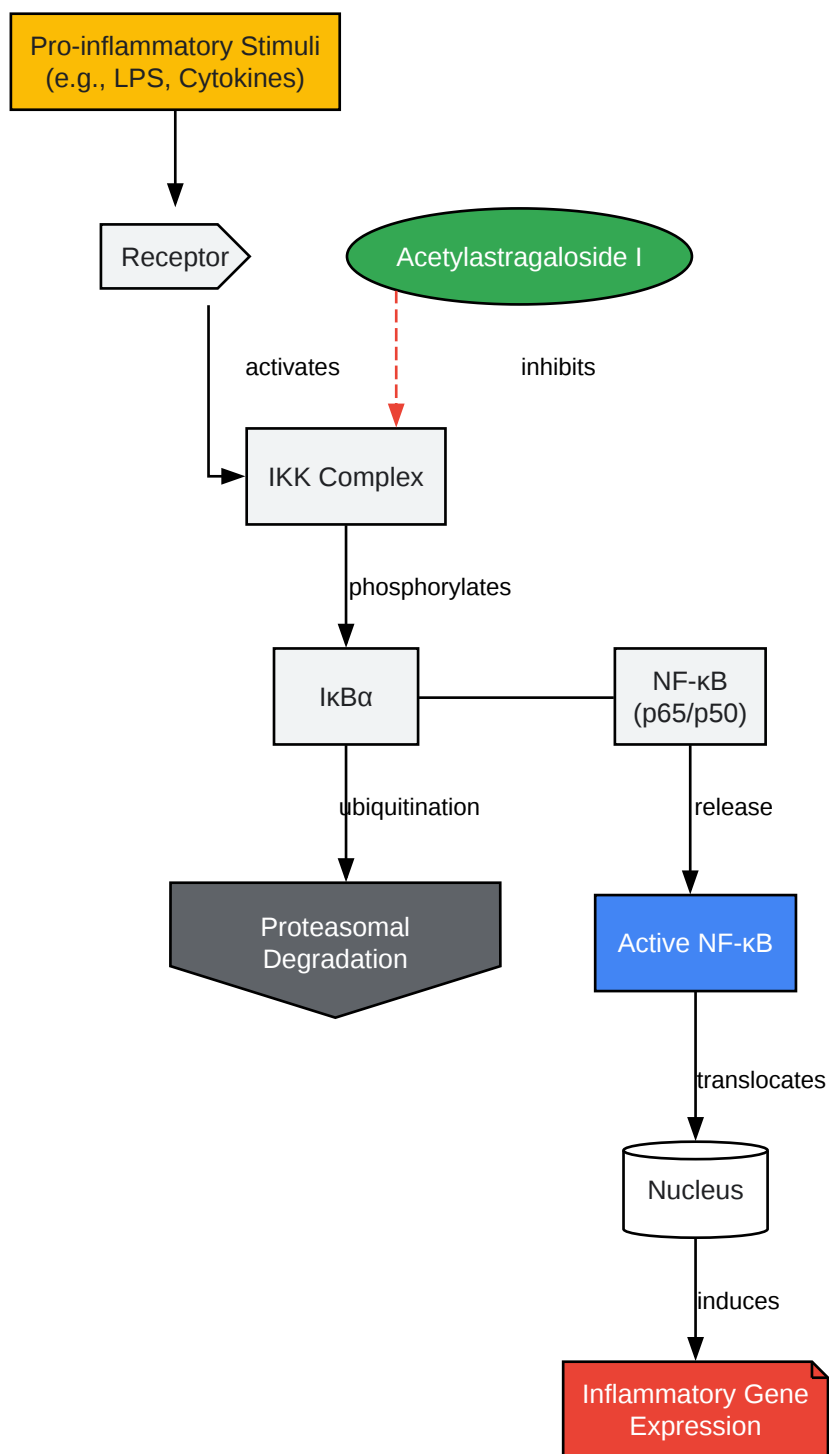 Pro-inflammatory Stimuli
(e.g., LPS, Cytokines)
Receptor
Acetylastragaloside I
activates
inhibits
IKK Complex
phosphorylates
IκBα
NF-κB
(p65/p50)
ubiquitination
release
Proteasomal
Degradation
Active NF-κB
translocates
Nucleus
induces
Inflammatory Gene
Expression